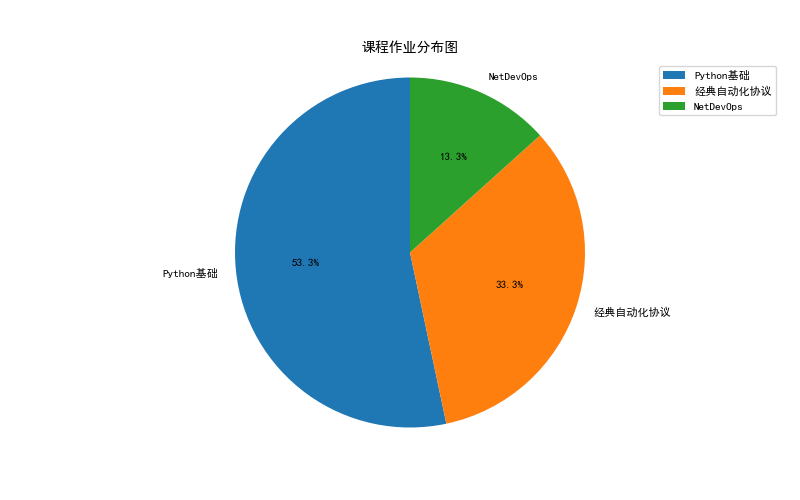 课程作业分布图
NetDevOps
Python基础
经典自动化协议
NetDevOps
13.3%
53.3%
Python基础
33.3%
经典自动化协议